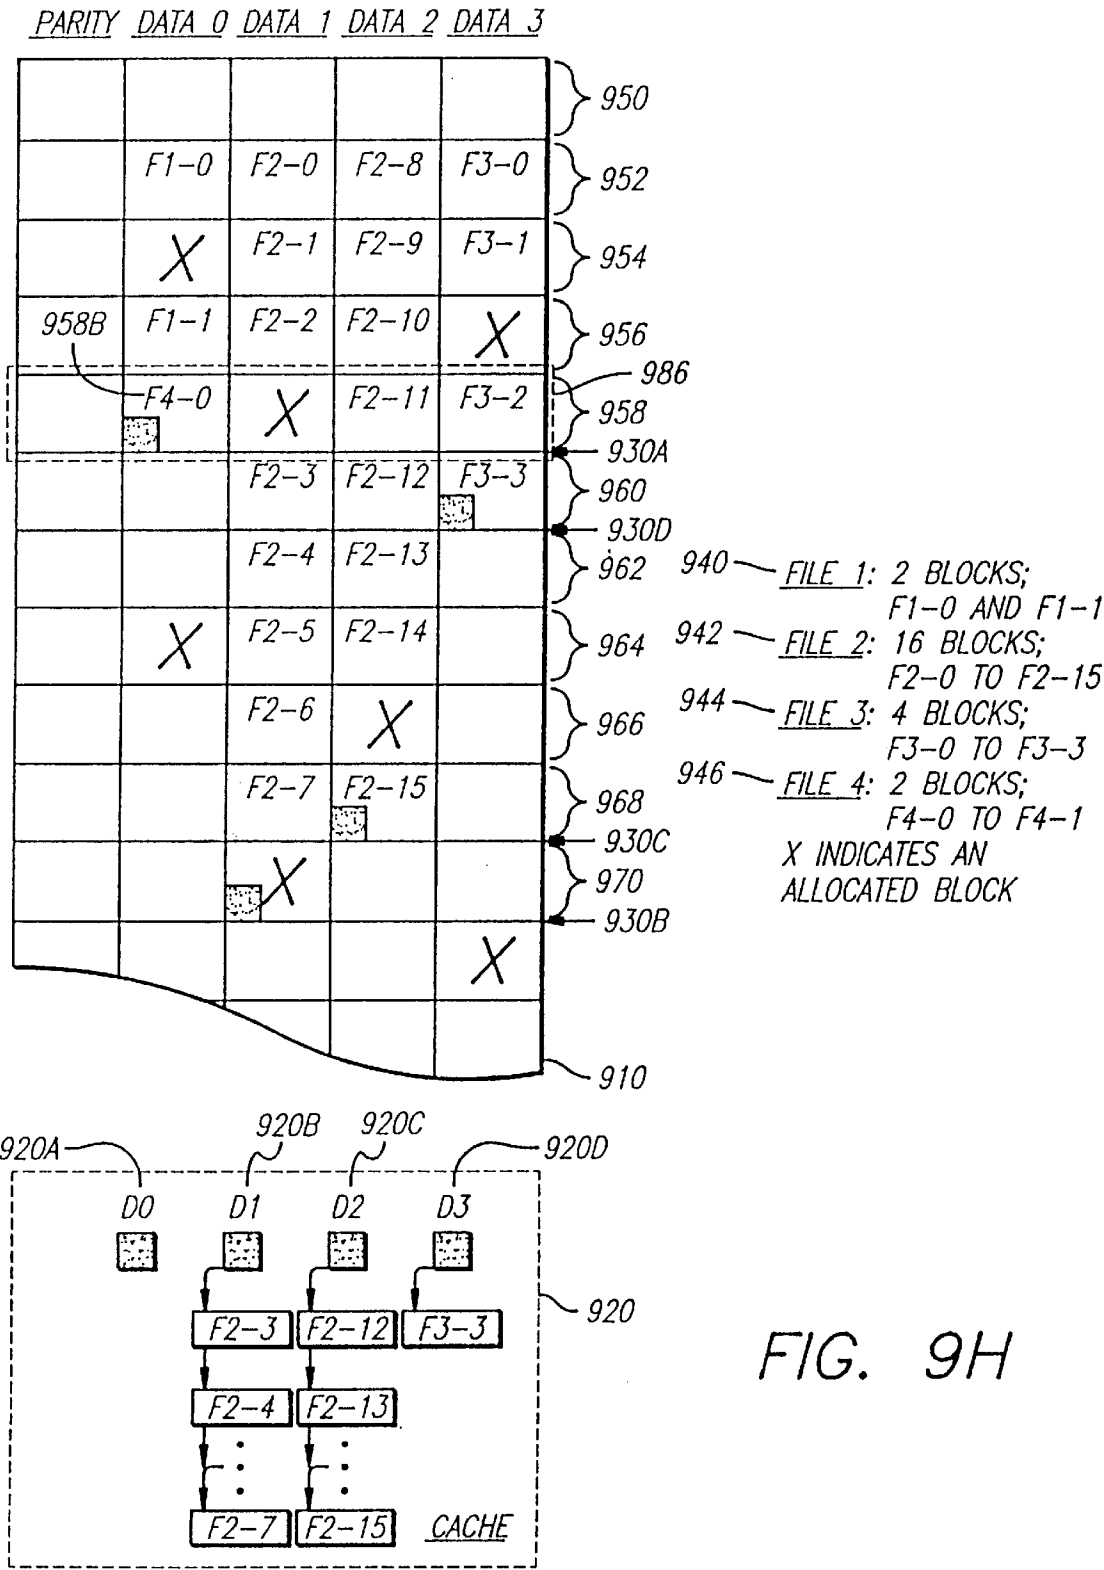 PARITY DATA 0 DATA 1 DATA 2 DATA 3
950
F1-0 F2-0 F2-8 F3-0 952
X F2-1 F2-9 F3-1 954
958B F1-1 F2-2 F2-10 X 956
986
F4-0 X F2-11 F3-2 958
930A
F2-3 F2-12 F3-3 960
930D
F2-4 F2-13 962
X F2-5 F2-14 964
F2-6 X 966
F2-7 F2-15 968
930C
X 970
930B
X
910
940 FILE 1: 2 BLOCKS;
F1-0 AND F1-1
942 FILE 2: 16 BLOCKS;
F2-0 TO F2-15
944 FILE 3: 4 BLOCKS;
F3-0 TO F3-3
946 FILE 4: 2 BLOCKS;
F4-0 TO F4-1
X INDICATES AN
ALLOCATED BLOCK
920A 920B 920C 920D
D0 D1 D2 D3
920
F2-3 F2-12 F3-3
F2-4 F2-13
F2-7 F2-15 CACHE
FIG. 9H